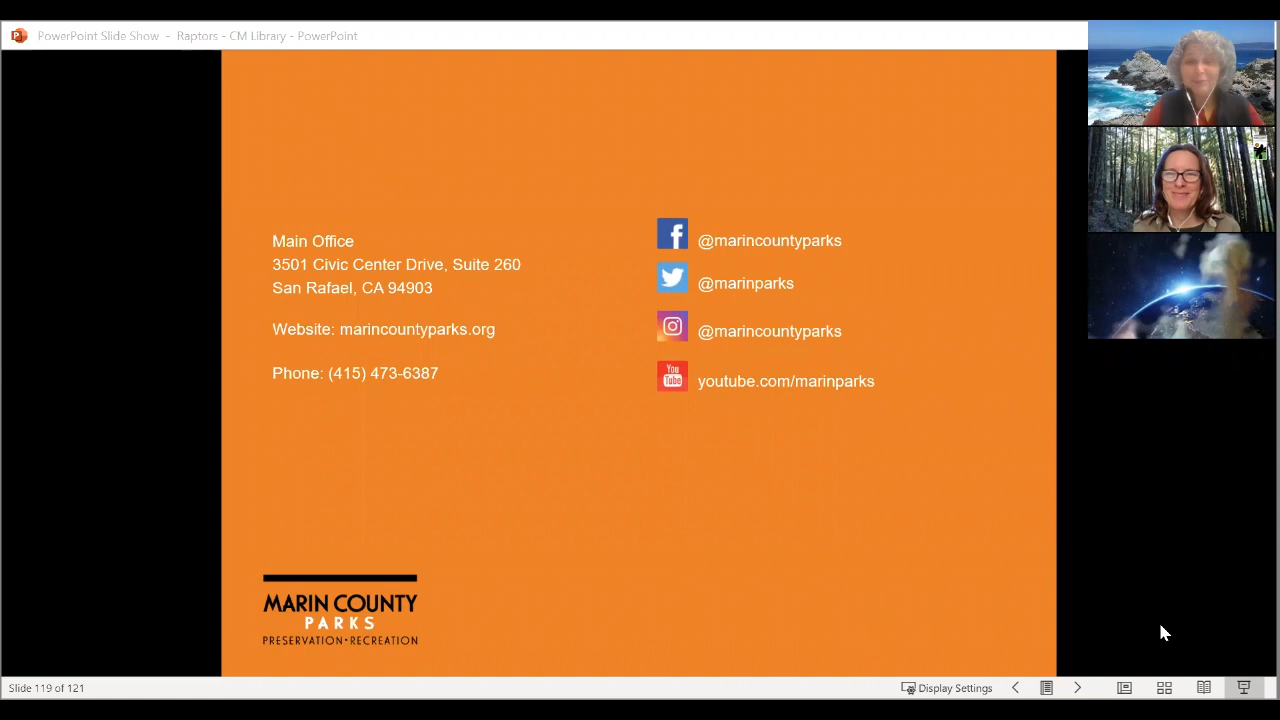 PowerPoint Slide Show - Raptors - CM Library - PowerPoint
Main Office
3501 Civic Center Drive, Suite 260
San Rafael, CA 94903
Website: marincountyparks.org
Phone: (415) 473-6387
@marincountyparks
@marinparks
@marincountyparks
You
Tube
youtube.com/marinparks
MARIN COUNTY
PARKS
PRESERVATION·RECREATION
Slide 119 of 121
Display Settings